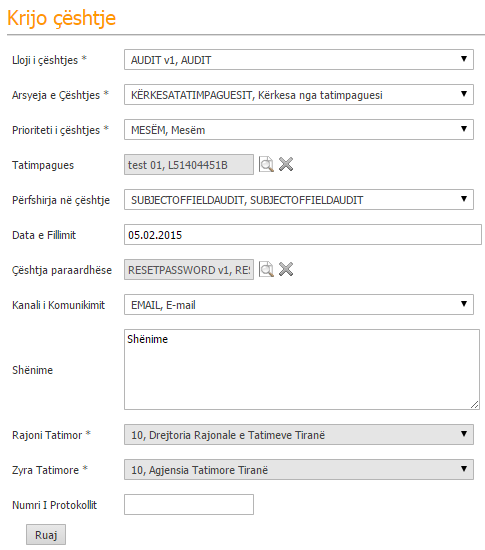 Krijo çështje
Lloji i çështjes * AUDIT v1, AUDIT
Arsyeja e Çështjes * KËRKESATATIMPAGUESIT, Kërkesa nga tatimpaguesi
Prioriteti i çështjes * MESËM, Mesëm
Tatimpagues test 01, L51404451B
Përfshirja në çështje SUBJECTOFFIELDAUDIT, SUBJECTOFFIELDAUDIT
Data e Fillimit 05.02.2015
Çështja paraardhëse RESETPASSWORD v1, RES
Kanali i Komunikimit EMAIL, E-mail
Shënime Shënime
Rajoni Tatimor * 10, Drejtoria Rajonale e Tatimeve Tiranë
Zyra Tatimore * 10, Agjensia Tatimore Tiranë
Numri I Protokollit
Ruaj